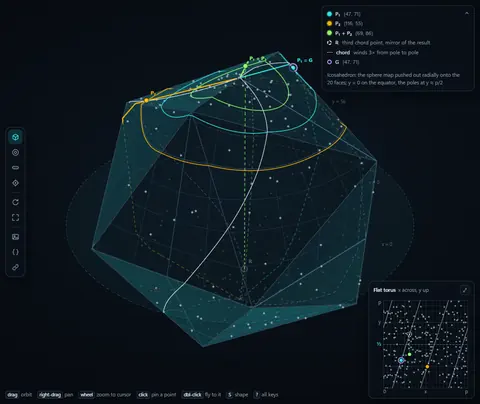 P₁ (47, 71)
P₂ (116, 55)
P₁ + P₂ (69, 86)
R third chord point, mirror of the result
chord winds 3× from pole to pole
G (47, 71)
Icosahedron: the sphere map pushed out radially onto the
20 faces; y = 0 on the equator, the poles at y = p/2
P₁ = G
Flat torus x across, y up
p
0
x
drag orbit right-drag pan wheel zoom to cursor click pin a point dbl-click fly to it S shape ? all keys